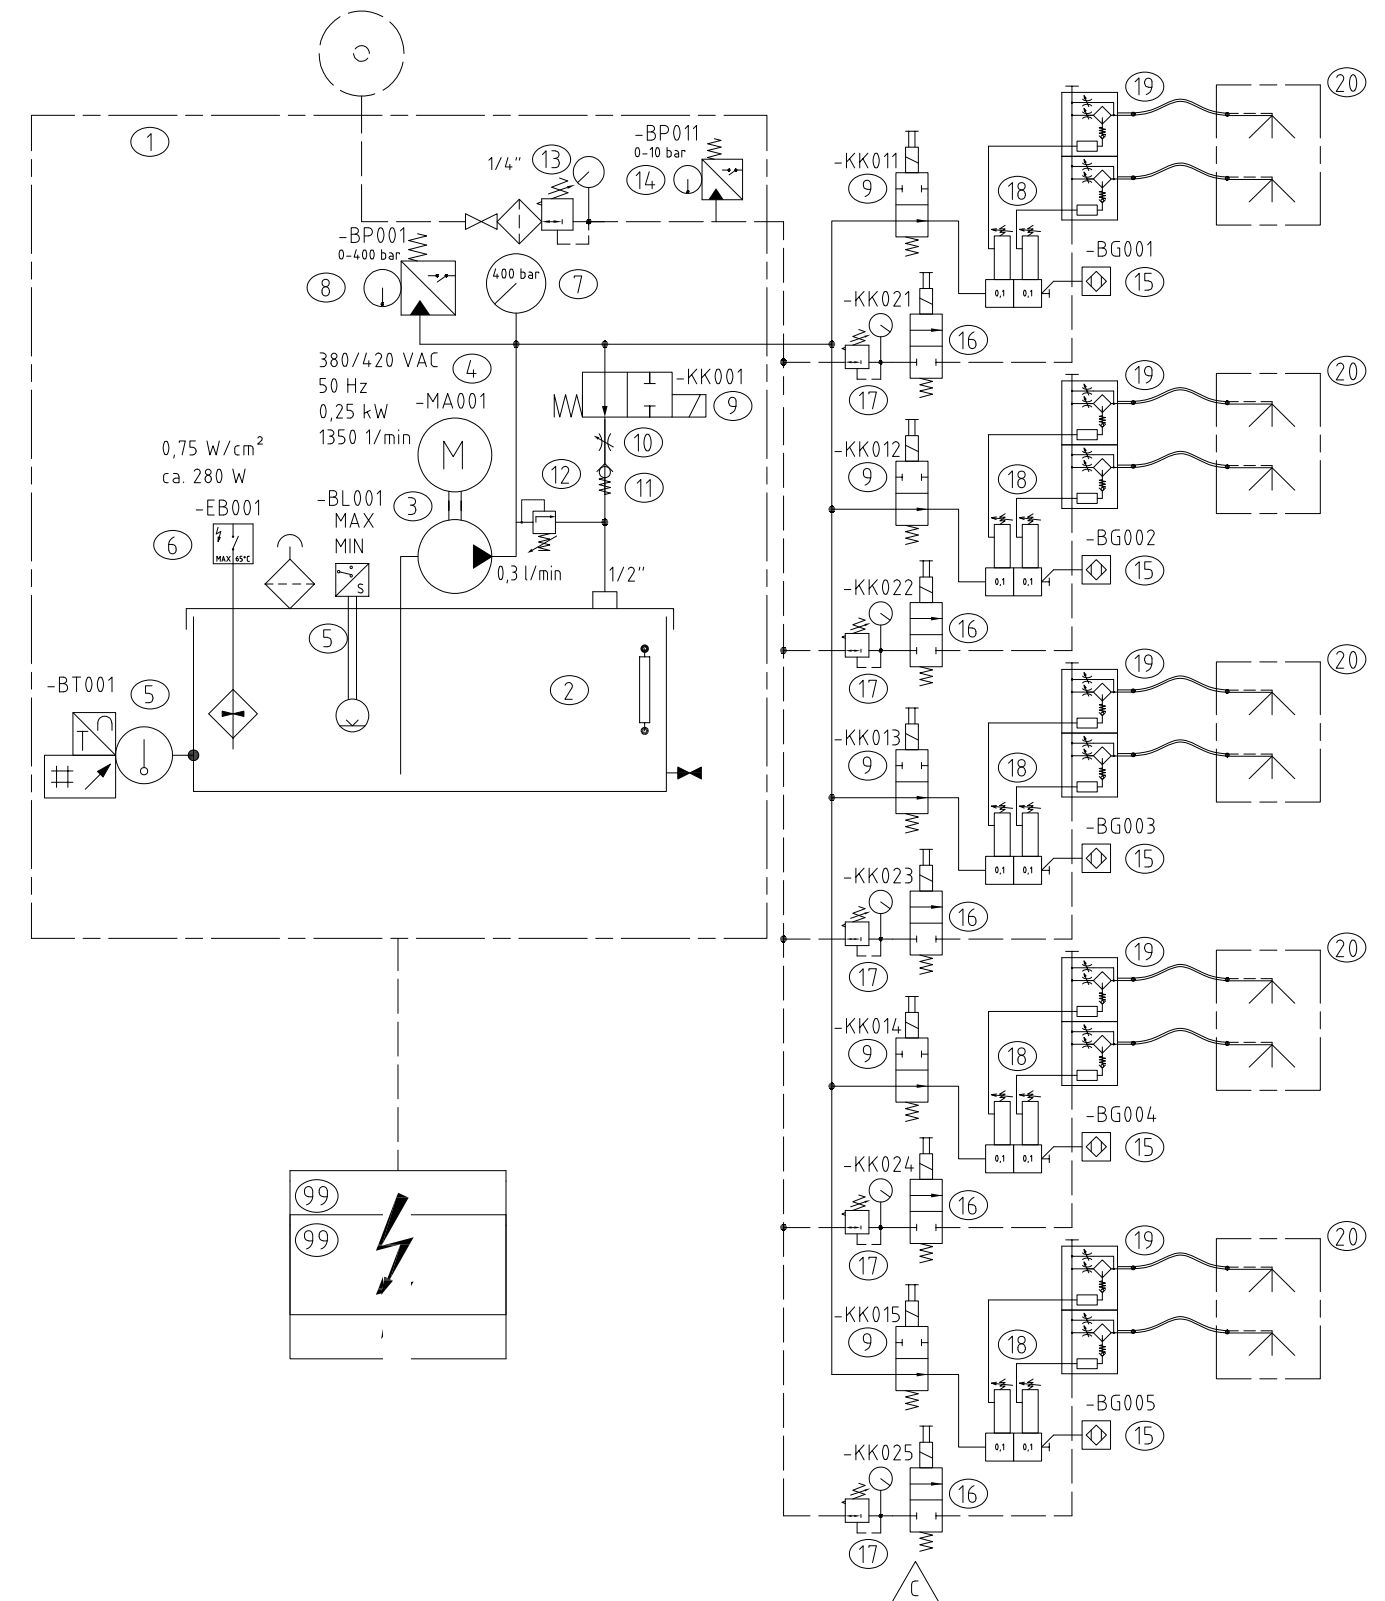 1
1/4"
13
-BP011
0-10 bar
14
-BP001
0-400 bar
8
400 bar
7
380/420 VAC
50 Hz
0,25 kW
1350 1/min
4
-MA001
M
-KK001
9
10
11
12
3
0,3 l/min
1/2"
0,75 W/cm²
ca. 280 W
-EB001
6
MAX 65°C
-BL001
MAX
MIN
S
5
2
-BT001
5
T
#
99
99
-KK011
9
18
19
20
-BG001
15
0,1
0,1
-KK021
16
17
-KK012
9
18
19
20
-BG002
15
0,1
0,1
-KK022
16
17
-KK013
9
18
19
20
-BG003
15
0,1
0,1
-KK023
16
17
-KK014
9
18
19
20
-BG004
15
0,1
0,1
-KK024
16
17
-KK015
9
18
19
20
-BG005
15
0,1
0,1
-KK025
16
17
C